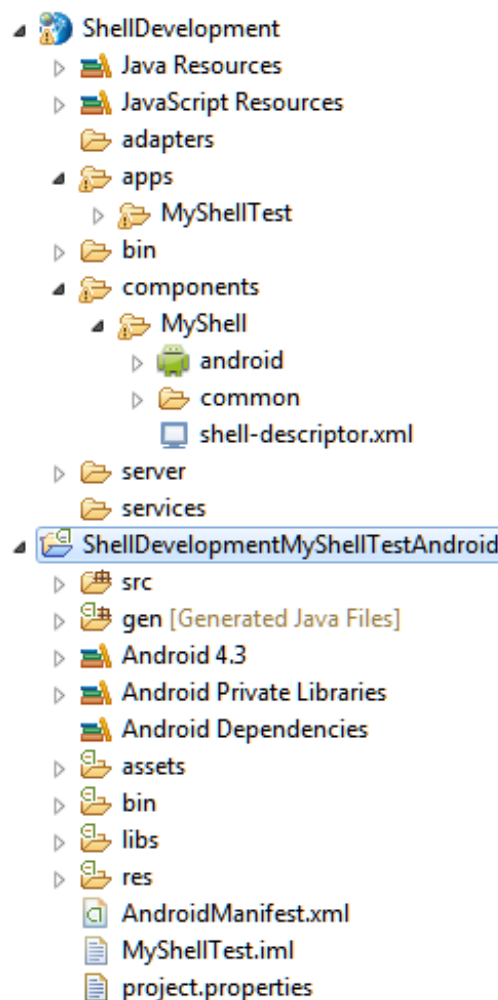 ShellDevelopment
Java Resources
JavaScript Resources
adapters
apps
MyShellTest
bin
components
MyShell
android
common
shell-descriptor.xml
server
services
ShellDevelopmentMyShellTestAndroid
src
gen [Generated Java Files]
Android 4.3
Android Private Libraries
Android Dependencies
assets
bin
libs
res
AndroidManifest.xml
MyShellTest.iml
project.properties